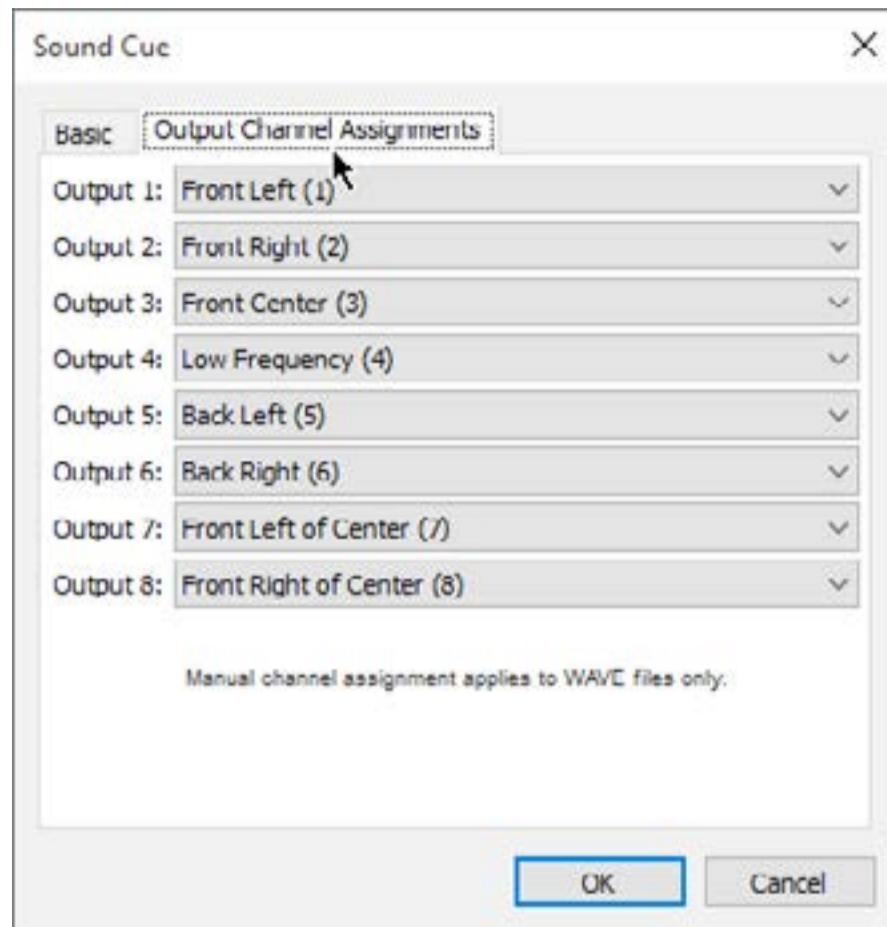 Sound Cue
Basic
Output Channel Assignments
Output 1: Front Left (1)
Output 2: Front Right (2)
Output 3: Front Center (3)
Output 4: Low Frequency (4)
Output 5: Back Left (5)
Output 6: Back Right (6)
Output 7: Front Left of Center (7)
Output 8: Front Right of Center (8)
Manual channel assignment applies to WAVE files only.
OK
Cancel